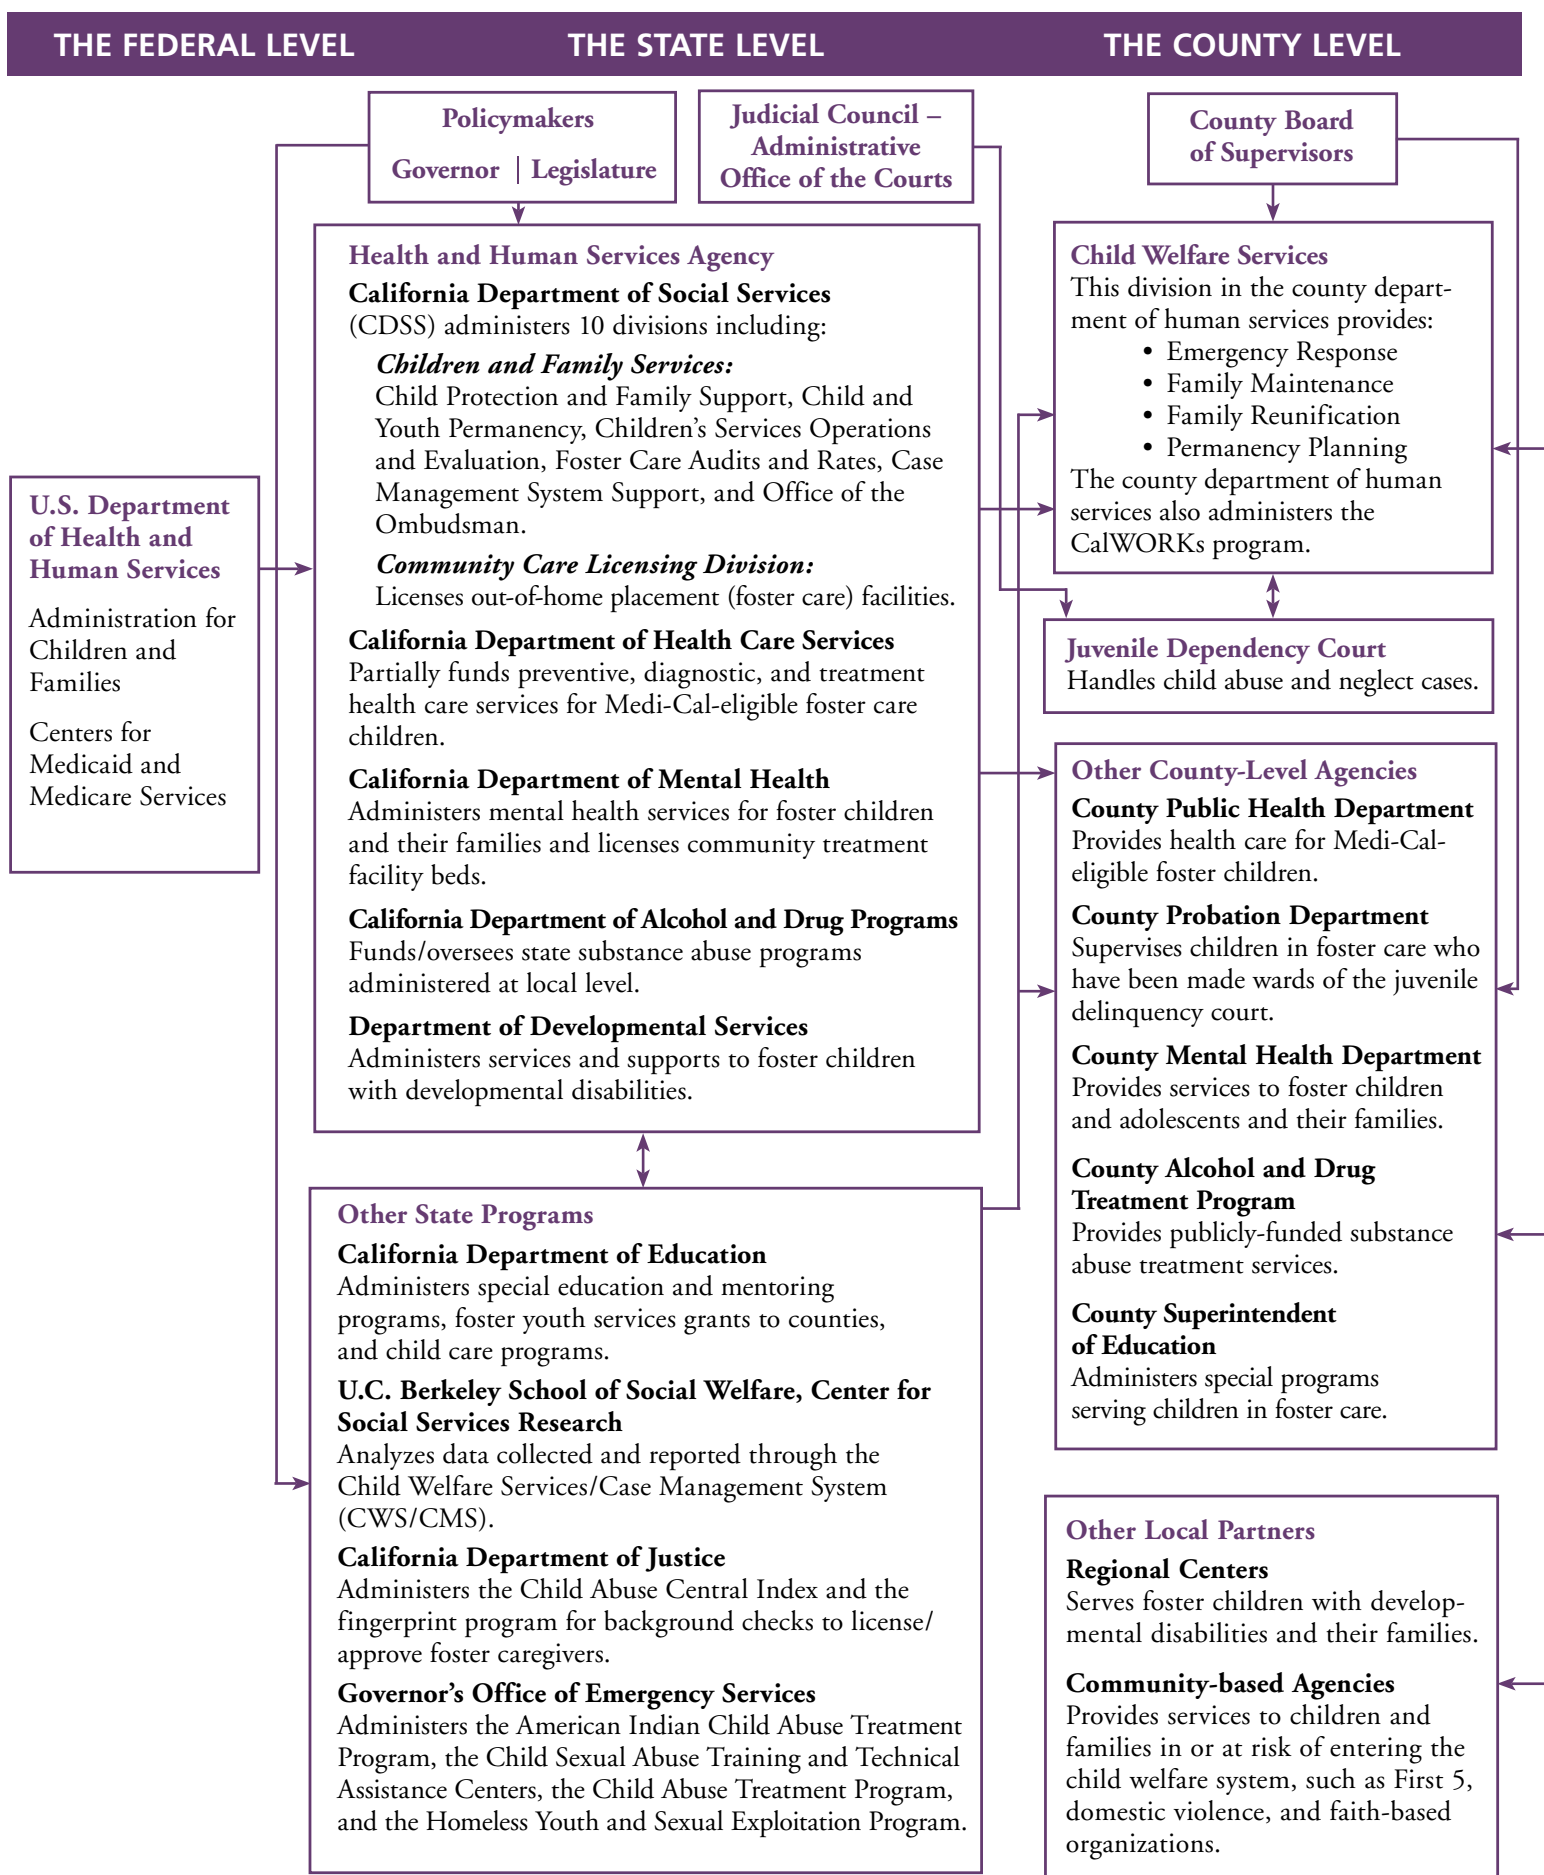 THE FEDERAL LEVEL
THE STATE LEVEL
THE COUNTY LEVEL
U.S. Department
of Health and
Human Services
Administration for
Children and
Families
Centers for
Medicaid and
Medicare Services
Policymakers
Governor | Legislature
Judicial Council –
Administrative
Office of the Courts
Health and Human Services Agency
California Department of Social Services
(CDSS) administers 10 divisions including:
Children and Family Services:
Child Protection and Family Support, Child and
Youth Permanency, Children's Services Operations
and Evaluation, Foster Care Audits and Rates, Case
Management System Support, and Office of the
Ombudsman.
Community Care Licensing Division:
Licenses out-of-home placement (foster care) facilities.
California Department of Health Care Services
Partially funds preventive, diagnostic, and treatment
health care services for Medi-Cal-eligible foster care
children.
California Department of Mental Health
Administers mental health services for foster children
and their families and licenses community treatment
facility beds.
California Department of Alcohol and Drug Programs
Funds/oversees state substance abuse programs
administered at local level.
Department of Developmental Services
Administers services and supports to foster children
with developmental disabilities.
Other State Programs
California Department of Education
Administers special education and mentoring
programs, foster youth services grants to counties,
and child care programs.
U.C. Berkeley School of Social Welfare, Center for
Social Services Research
Analyzes data collected and reported through the
Child Welfare Services/Case Management System
(CWS/CMS).
California Department of Justice
Administers the Child Abuse Central Index and the
fingerprint program for background checks to license/
approve foster caregivers.
Governor's Office of Emergency Services
Administers the American Indian Child Abuse Treatment
Program, the Child Sexual Abuse Training and Technical
Assistance Centers, the Child Abuse Treatment Program,
and the Homeless Youth and Sexual Exploitation Program.
County Board
of Supervisors
Child Welfare Services
This division in the county depart-
ment of human services provides:
• Emergency Response
• Family Maintenance
• Family Reunification
• Permanency Planning
The county department of human
services also administers the
CalWORKs program.
Juvenile Dependency Court
Handles child abuse and neglect cases.
Other County-Level Agencies
County Public Health Department
Provides health care for Medi-Cal-
eligible foster children.
County Probation Department
Supervises children in foster care who
have been made wards of the juvenile
delinquency court.
County Mental Health Department
Provides services to foster children
and adolescents and their families.
County Alcohol and Drug
Treatment Program
Provides publicly-funded substance
abuse treatment services.
County Superintendent
of Education
Administers special programs
serving children in foster care.
Other Local Partners
Regional Centers
Serves foster children with develop-
mental disabilities and their families.
Community-based Agencies
Provides services to children and
families in or at risk of entering the
child welfare system, such as First 5,
domestic violence, and faith-based
organizations.